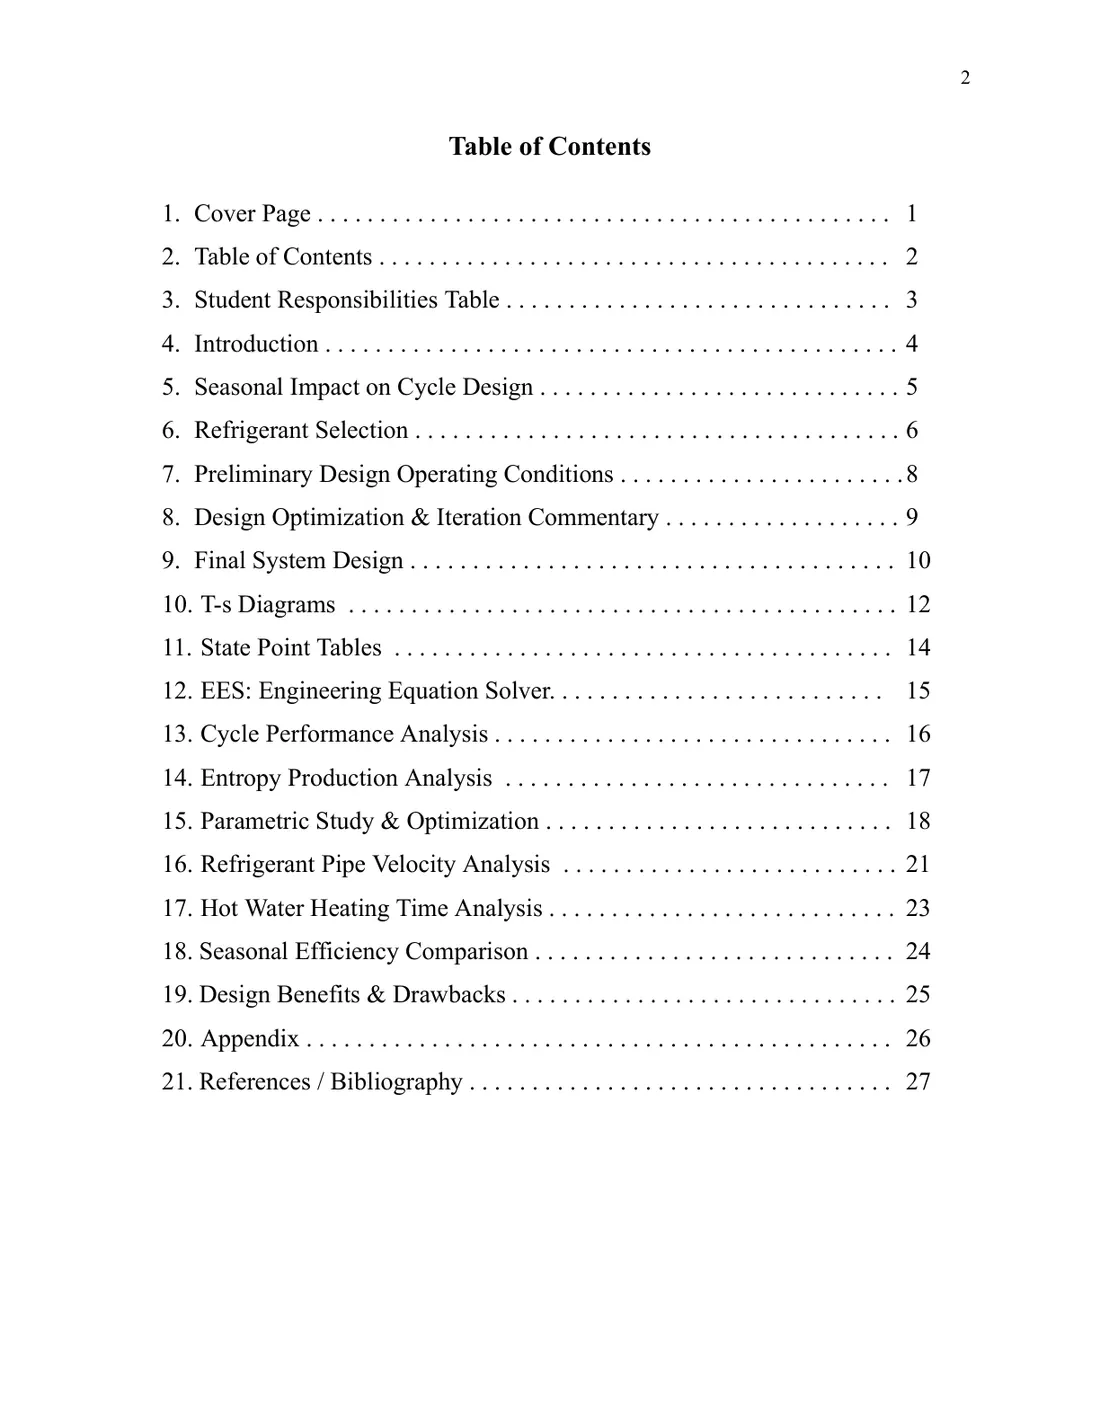 2
Table of Contents
1. Cover Page . . . . . . . . . . . . . . . . . . . . . . . . . . . . . . . . . . . . . . . . . . . . . . 1
2. Table of Contents . . . . . . . . . . . . . . . . . . . . . . . . . . . . . . . . . . . . . . . . . 2
3. Student Responsibilities Table . . . . . . . . . . . . . . . . . . . . . . . . . . . . . . . 3
4. Introduction . . . . . . . . . . . . . . . . . . . . . . . . . . . . . . . . . . . . . . . . . . . . . . 4
5. Seasonal Impact on Cycle Design . . . . . . . . . . . . . . . . . . . . . . . . . . . . . 5
6. Refrigerant Selection . . . . . . . . . . . . . . . . . . . . . . . . . . . . . . . . . . . . . . . 6
7. Preliminary Design Operating Conditions . . . . . . . . . . . . . . . . . . . . . . . 8
8. Design Optimization & Iteration Commentary . . . . . . . . . . . . . . . . . . . 9
9. Final System Design . . . . . . . . . . . . . . . . . . . . . . . . . . . . . . . . . . . . . . . 10
10. T-s Diagrams . . . . . . . . . . . . . . . . . . . . . . . . . . . . . . . . . . . . . . . . . . . . 12
11. State Point Tables . . . . . . . . . . . . . . . . . . . . . . . . . . . . . . . . . . . . . . . . 14
12. EES: Engineering Equation Solver. . . . . . . . . . . . . . . . . . . . . . . . . . . 15
13. Cycle Performance Analysis . . . . . . . . . . . . . . . . . . . . . . . . . . . . . . . . 16
14. Entropy Production Analysis . . . . . . . . . . . . . . . . . . . . . . . . . . . . . . . 17
15. Parametric Study & Optimization . . . . . . . . . . . . . . . . . . . . . . . . . . . . 18
16. Refrigerant Pipe Velocity Analysis . . . . . . . . . . . . . . . . . . . . . . . . . . . 21
17. Hot Water Heating Time Analysis . . . . . . . . . . . . . . . . . . . . . . . . . . . . 23
18. Seasonal Efficiency Comparison . . . . . . . . . . . . . . . . . . . . . . . . . . . . . 24
19. Design Benefits & Drawbacks . . . . . . . . . . . . . . . . . . . . . . . . . . . . . . . 25
20. Appendix . . . . . . . . . . . . . . . . . . . . . . . . . . . . . . . . . . . . . . . . . . . . . . . 26
21. References / Bibliography . . . . . . . . . . . . . . . . . . . . . . . . . . . . . . . . . . 27